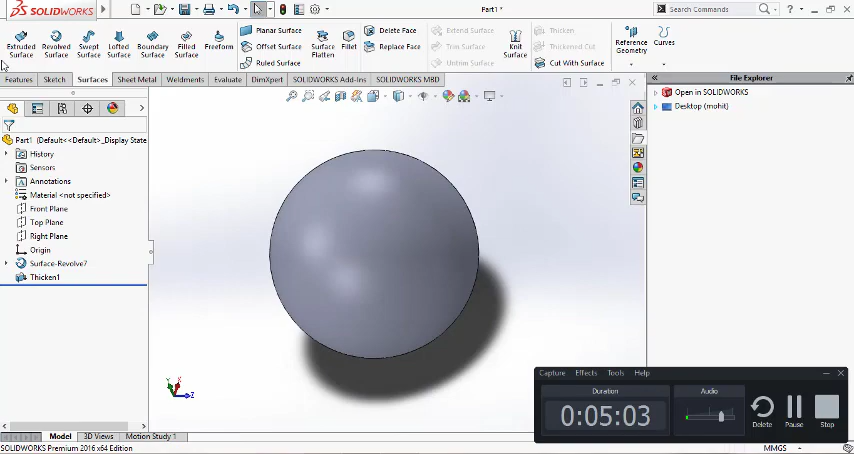 SOLIDWORKS
Part1 *
Search Commands
Extruded Surface
Revolved Surface
Swept Surface
Lofted Surface
Boundary Surface
Filled Surface
Freeform
Planar Surface
Offset Surface
Ruled Surface
Surface Flatten
Fillet
Delete Face
Replace Face
Extend Surface
Trim Surface
Untrim Surface
Knit Surface
Thicken
Thickened Cut
Cut With Surface
Reference Geometry
Curves
Features Sketch Surfaces Sheet Metal Weldments Evaluate DimXpert SOLIDWORKS Add-Ins SOLIDWORKS MBD
File Explorer
Open in SOLIDWORKS
Desktop (mohit)
Part1 (Default<<Default>_Display State
History
Sensors
Annotations
Material <not specified>
Front Plane
Top Plane
Right Plane
Origin
Surface-Revolve7
Thicken1
Y
X
Z
Capture Effects Tools Help
Duration
0:05:03
Audio
Delete
Pause
Stop
Model 3D Views Motion Study 1
SOLIDWORKS Premium 2016 x64 Edition
MMGS